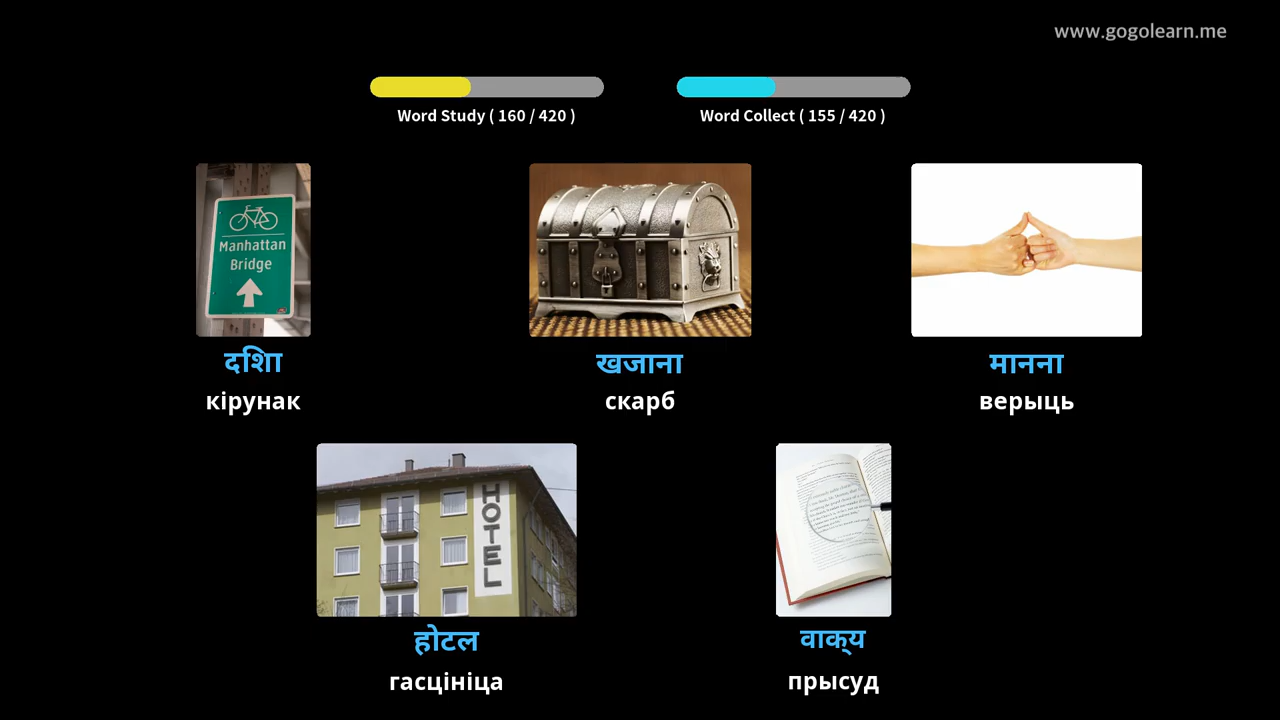 www.gogolearn.me
Word Study ( 160 / 420 )
Word Collect ( 155 / 420 )
Manhattan
Bridge
दिशा
кірунак
खजाना
скарб
मानना
верыць
HOTEL
होटल
гасцініца
वाक्य
прысуд